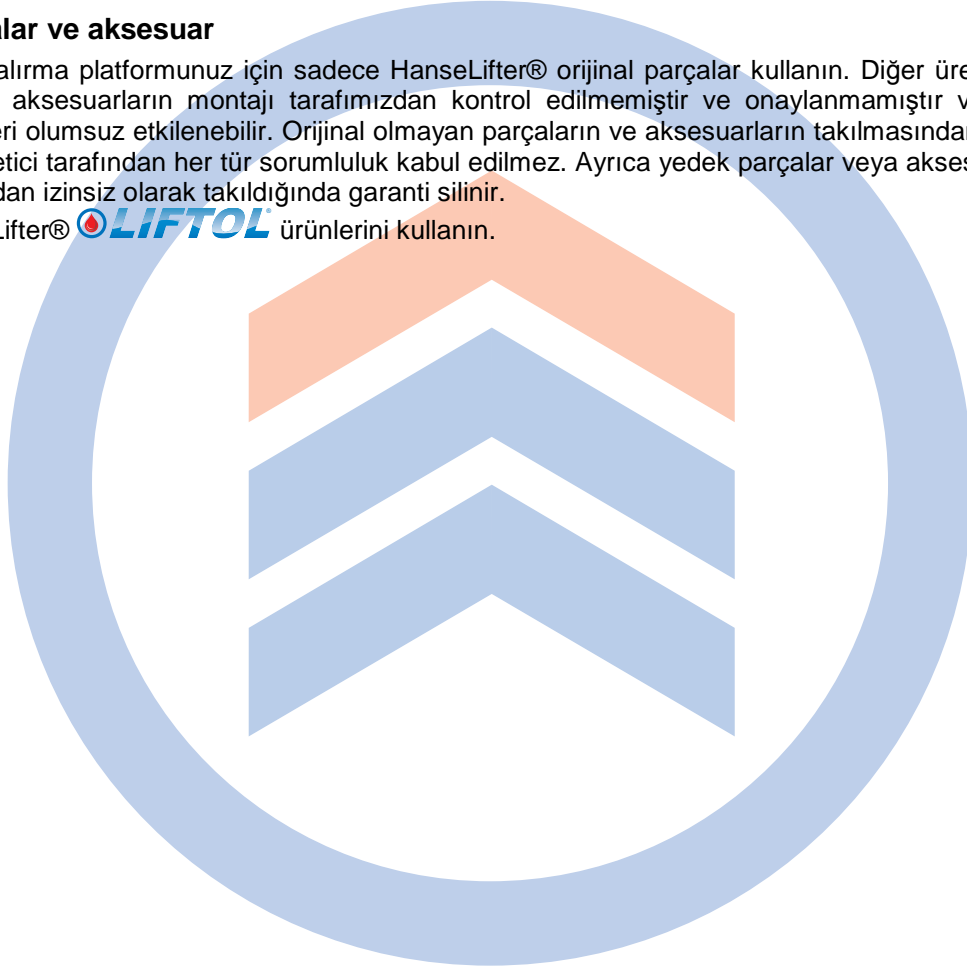 alar ve aksesuar
alırma platformunuz için sadece HanseLifter® orijinal parçalar kullanın. Diğer üre
aksesuarların montajı tarafımızdan kontrol edilmemiştir ve onaylanmamıştır v
eri olumsuz etkilenebilir. Orijinal olmayan parçaların ve aksesuarların takılmasından
etici tarafından her tür sorumluluk kabul edilmez. Ayrıca yedek parçalar veya akses
dan izinsiz olarak takıldığında garanti silinir.
Lifter® LIFTOL® ürünlerini kullanın.